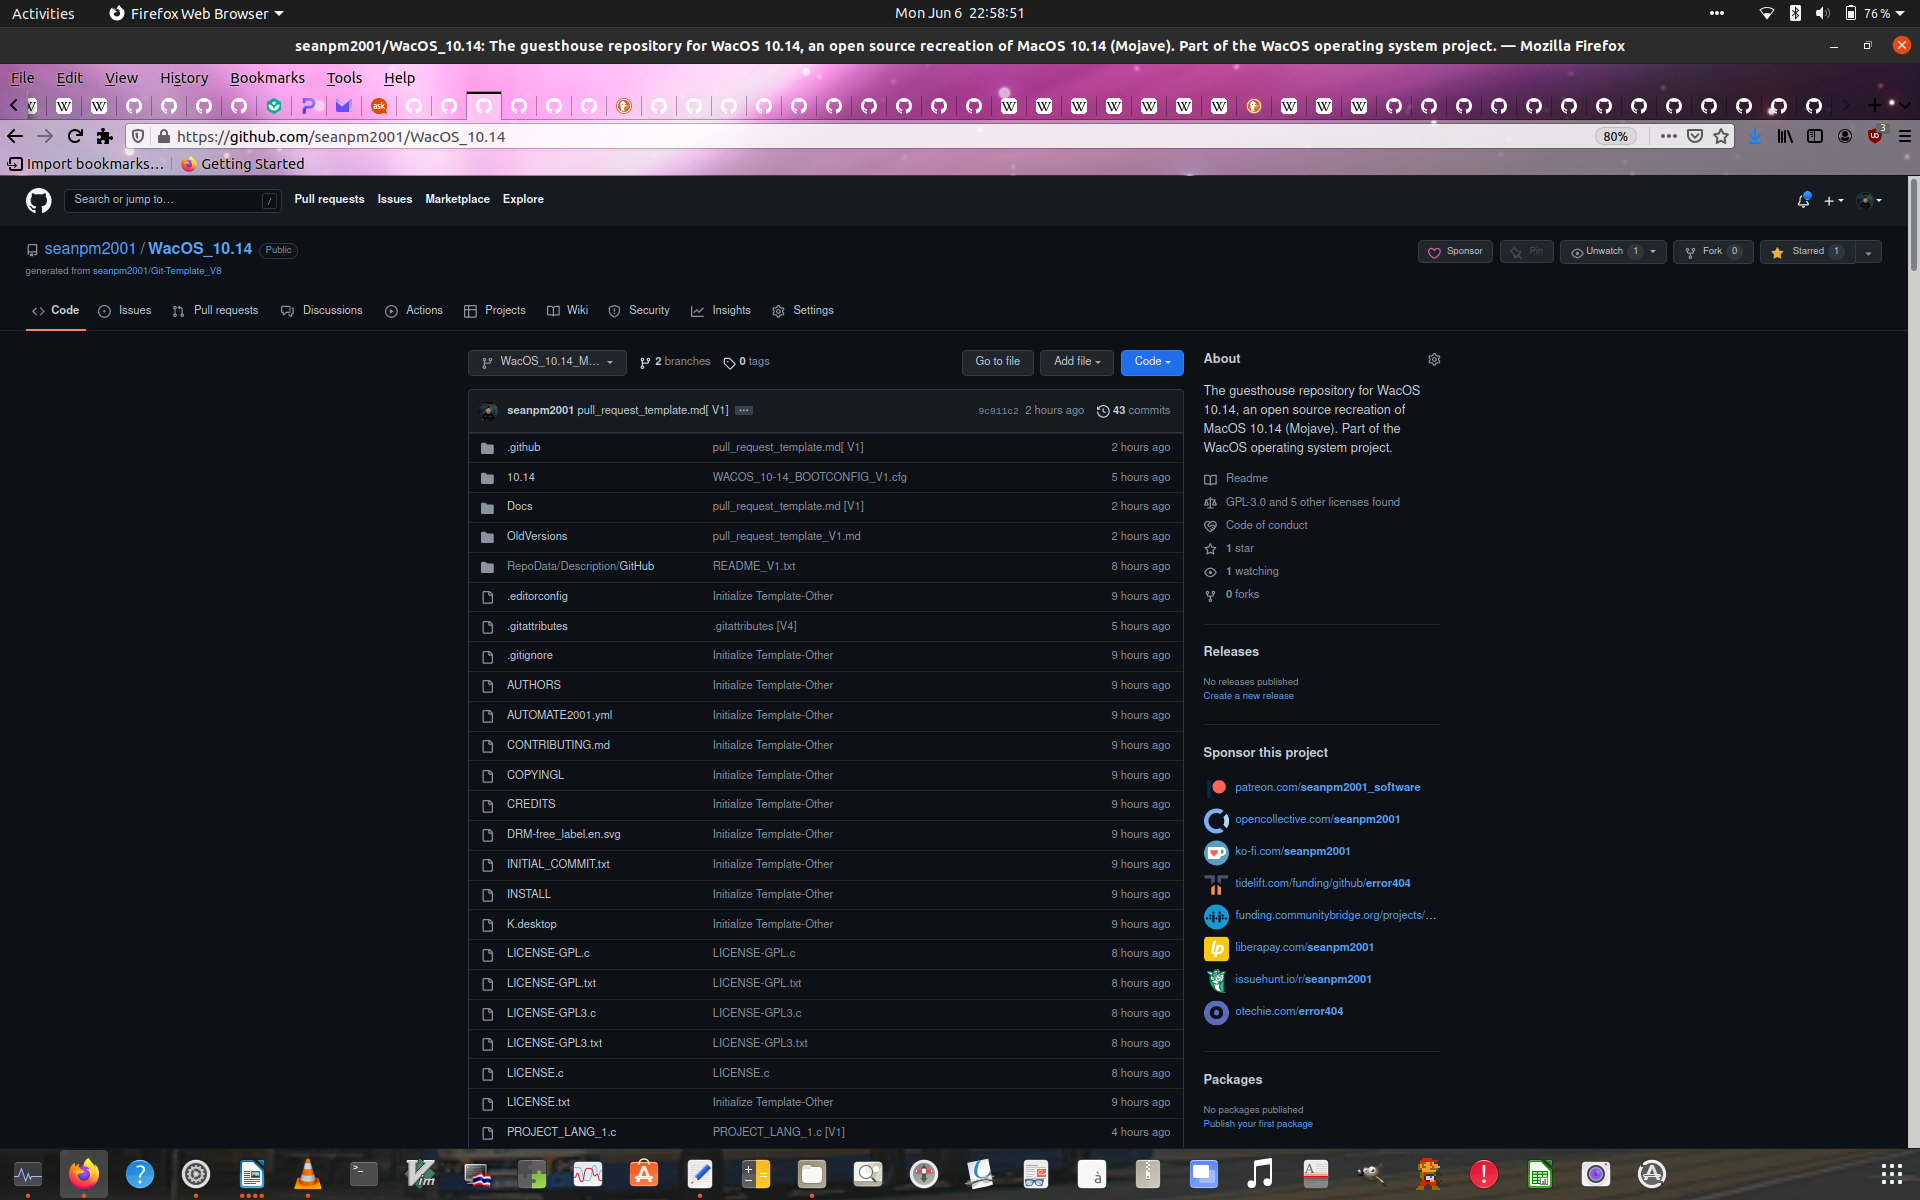 Activities
Firefox Web Browser
Mon Jun 6 22:58:51
76%
seanpm2001/WacOS_10.14: The guesthouse repository for WacOS 10.14, an open source recreation of MacOS 10.14 (Mojave). Part of the WacOS operating system project. — Mozilla Firefox
File Edit View History Bookmarks Tools Help
https://github.com/seanpm2001/WacOS_10.14
80%
3
Import bookmarks...
Getting Started
Search or jump to...
/
Pull requests
Issues
Marketplace
Explore
seanpm2001 / WacOS_10.14
Public
Sponsor
Pin
Unwatch 1
Fork 0
Starred 1
generated from seanpm2001/Git-Template_V8
Code
Issues
Pull requests
Discussions
Actions
Projects
Wiki
Security
Insights
Settings
WacOS_10.14_M...
2 branches
0 tags
Go to file
Add file
Code
seanpm2001 pull_request_template.md[ V1] ...
9c911c2 2 hours ago
43 commits
.github pull_request_template.md[ V1] 2 hours ago
10.14 WACOS_10-14_BOOTCONFIG_V1.cfg 5 hours ago
Docs pull_request_template.md [V1] 2 hours ago
OldVersions pull_request_template_V1.md 2 hours ago
RepoData/Description/GitHub README_V1.txt 8 hours ago
.editorconfig Initialize Template-Other 9 hours ago
.gitattributes .gitattributes [V4] 5 hours ago
.gitignore Initialize Template-Other 9 hours ago
AUTHORS Initialize Template-Other 9 hours ago
AUTOMATE2001.yml Initialize Template-Other 9 hours ago
CONTRIBUTING.md Initialize Template-Other 9 hours ago
COPYINGL Initialize Template-Other 9 hours ago
CREDITS Initialize Template-Other 9 hours ago
DRM-free_label.en.svg Initialize Template-Other 9 hours ago
INITIAL_COMMIT.txt Initialize Template-Other 9 hours ago
INSTALL Initialize Template-Other 9 hours ago
K.desktop Initialize Template-Other 9 hours ago
LICENSE-GPL.c LICENSE-GPL.c 8 hours ago
LICENSE-GPL.txt LICENSE-GPL.txt 8 hours ago
LICENSE-GPL3.c LICENSE-GPL3.c 8 hours ago
LICENSE-GPL3.txt LICENSE-GPL3.txt 8 hours ago
LICENSE.c LICENSE.c 8 hours ago
LICENSE.txt Initialize Template-Other 9 hours ago
PROJECT_LANG_1.c PROJECT_LANG_1.c [V1] 4 hours ago
About
The guesthouse repository for WacOS
10.14, an open source recreation of
MacOS 10.14 (Mojave). Part of the
WacOS operating system project.
Readme
GPL-3.0 and 5 other licenses found
Code of conduct
1 star
1 watching
0 forks
Releases
No releases published
Create a new release
Sponsor this project
patreon.com/seanpm2001_software
opencollective.com/seanpm2001
ko-fi.com/seanpm2001
tidelift.com/funding/github/error404
funding.communitybridge.org/projects/...
liberapay.com/seanpm2001
issuehunt.io/r/seanpm2001
otechie.com/error404
Packages
No packages published
Publish your first package